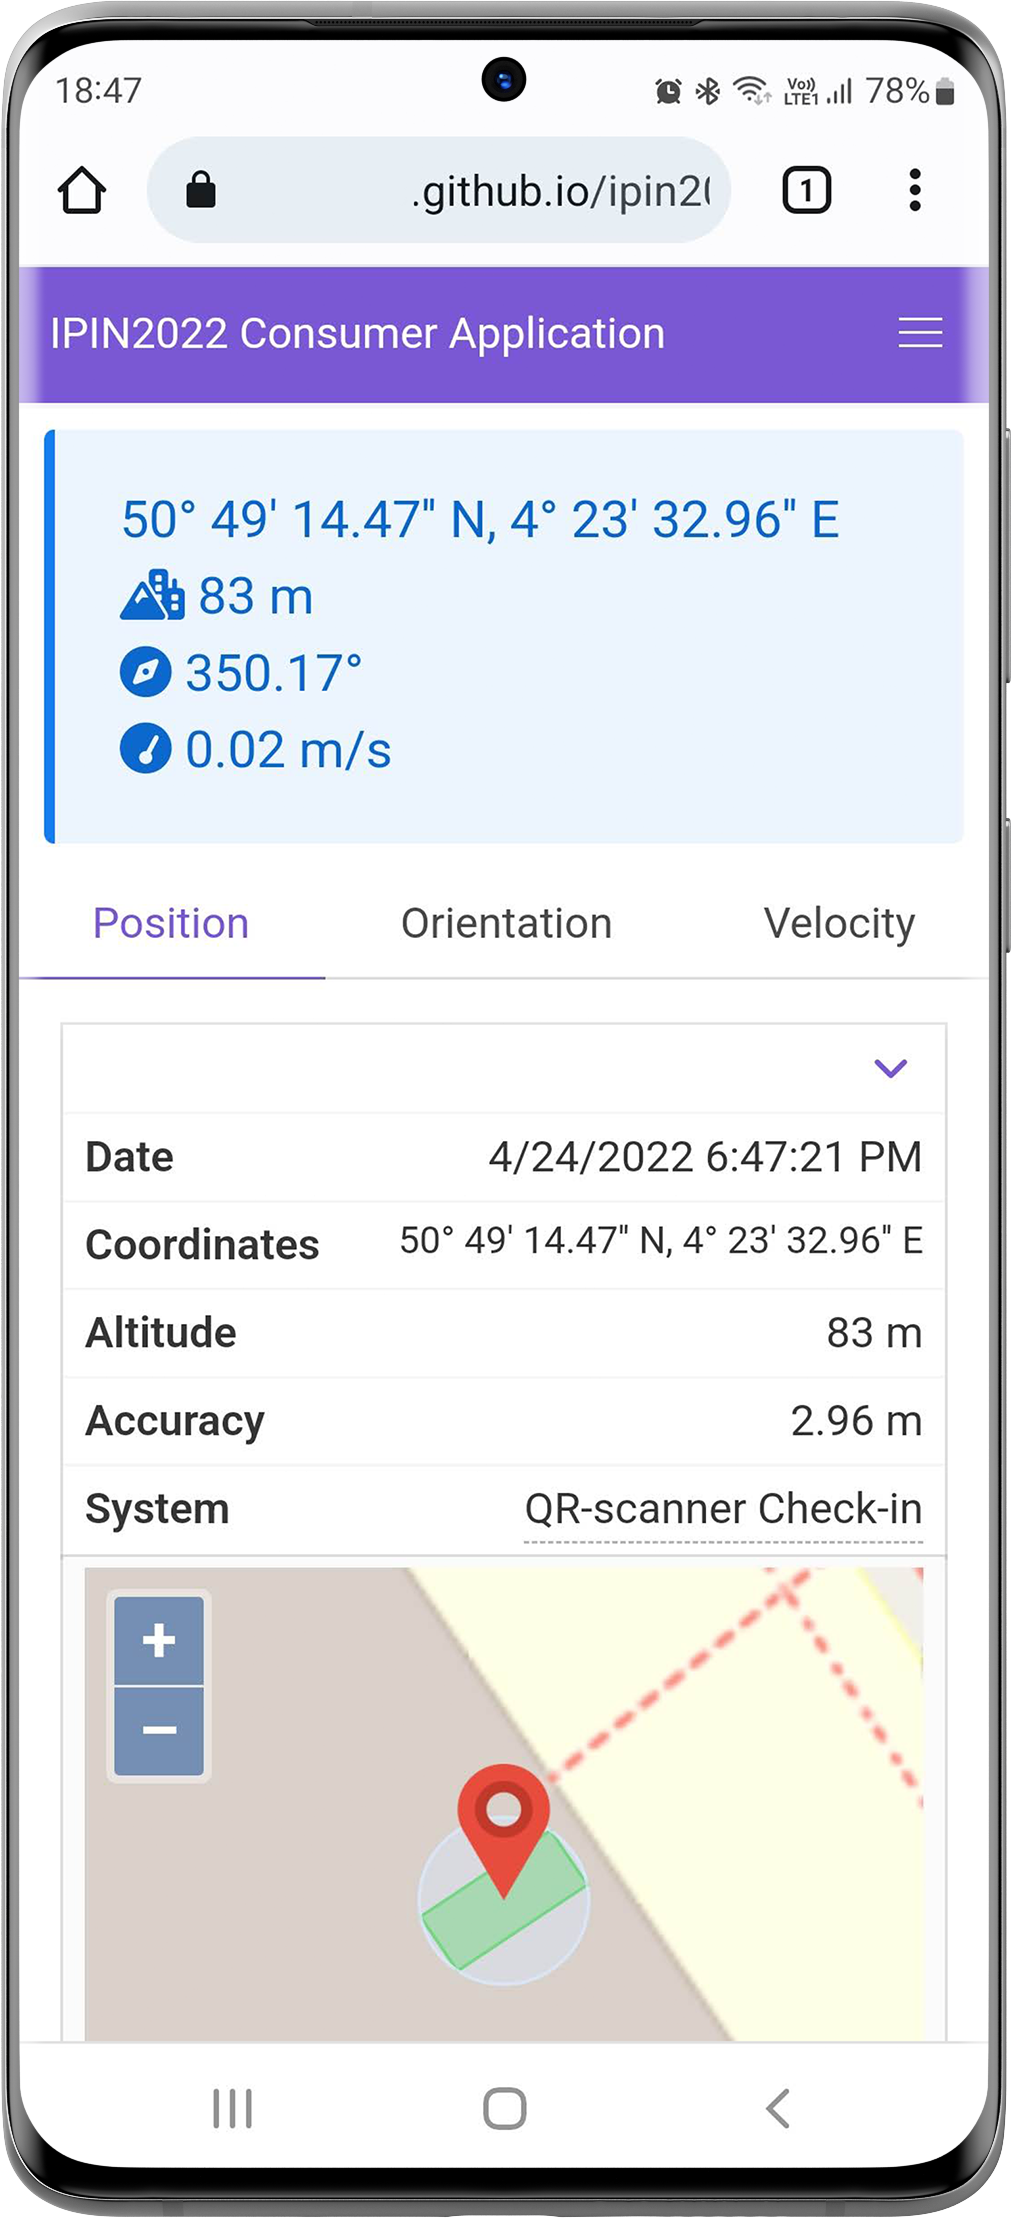 18:47
Vo)) LTE1 78%
.github.io/ipin2
1
IPIN2022 Consumer Application
50° 49' 14.47" N, 4° 23' 32.96" E
83 m
350.17°
0.02 m/s
Position Orientation Velocity
Date 4/24/2022 6:47:21 PM
Coordinates 50° 49' 14.47" N, 4° 23' 32.96" E
Altitude 83 m
Accuracy 2.96 m
System QR-scanner Check-in
+
−